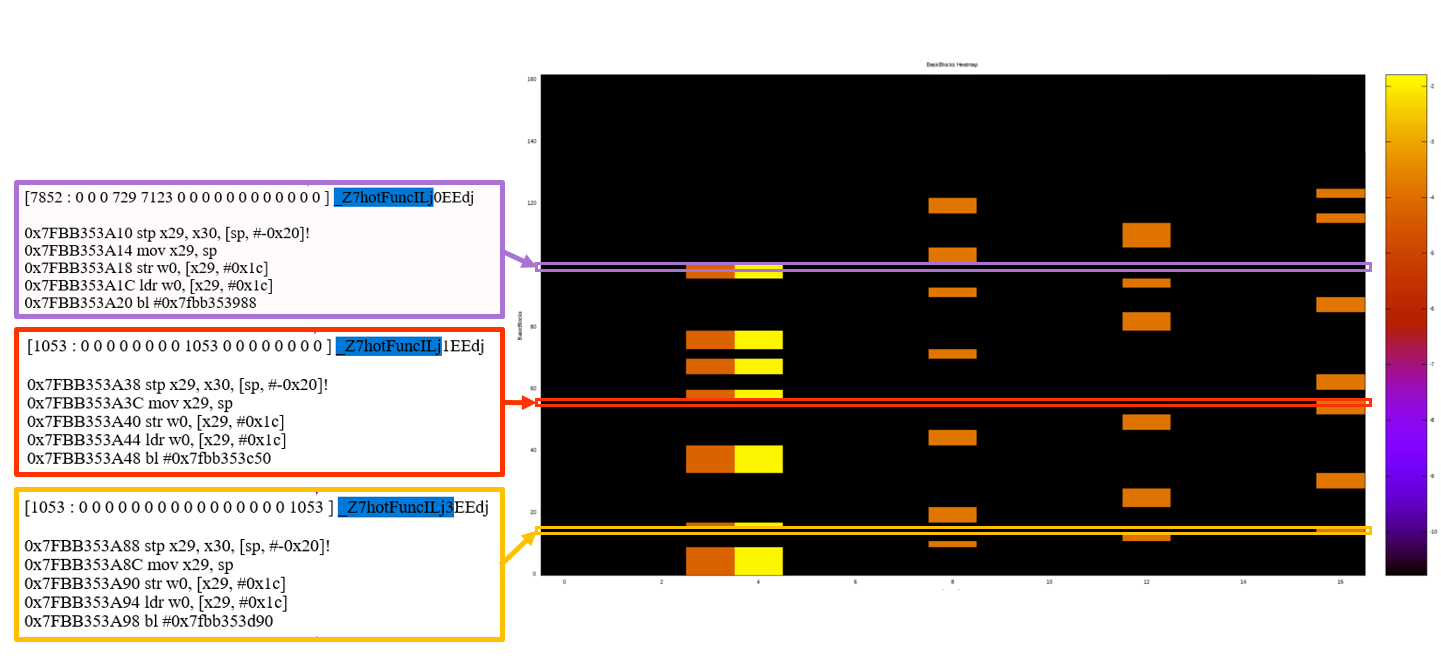 BasicBlocks Heatmap
[7852 : 0 0 0 729 7123 0 0 0 0 0 0 0 0 0 0 0 0 ] _Z7hotFuncILj0EEdj
0x7FBB353A10 stp x29, x30, [sp, #-0x20]!
0x7FBB353A14 mov x29, sp
0x7FBB353A18 str w0, [x29, #0x1c]
0x7FBB353A1C ldr w0, [x29, #0x1c]
0x7FBB353A20 bl #0x7fbb353988
[1053 : 0 0 0 0 0 0 0 0 1053 0 0 0 0 0 0 0 0 ] _Z7hotFuncILj1EEdj
0x7FBB353A38 stp x29, x30, [sp, #-0x20]!
0x7FBB353A3C mov x29, sp
0x7FBB353A40 str w0, [x29, #0x1c]
0x7FBB353A44 ldr w0, [x29, #0x1c]
0x7FBB353A48 bl #0x7fbb353c50
[1053 : 0 0 0 0 0 0 0 0 0 0 0 0 0 0 0 0 1053 ] _Z7hotFuncILj3EEdj
0x7FBB353A88 stp x29, x30, [sp, #-0x20]!
0x7FBB353A8C mov x29, sp
0x7FBB353A90 str w0, [x29, #0x1c]
0x7FBB353A94 ldr w0, [x29, #0x1c]
0x7FBB353A98 bl #0x7fbb353d90
BasicBlocks
160
140
120
80
60
40
20
0
0 2 4 6 8 10 12 14 16
-2
-3
-4
-5
-6
-7
-8
-9
-10